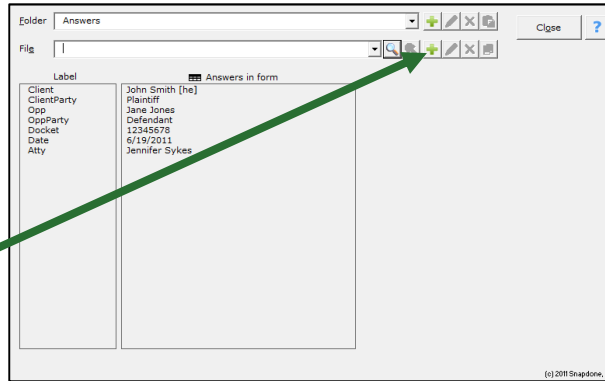 Folder Answers Close ?
File
Label Answers in form
Client John Smith [he]
ClientParty Plaintiff
Opp Jane Jones
OppParty Defendant
Docket 12345678
Date 6/19/2011
Atty Jennifer Sykes
(c) 2011 Snapdone,